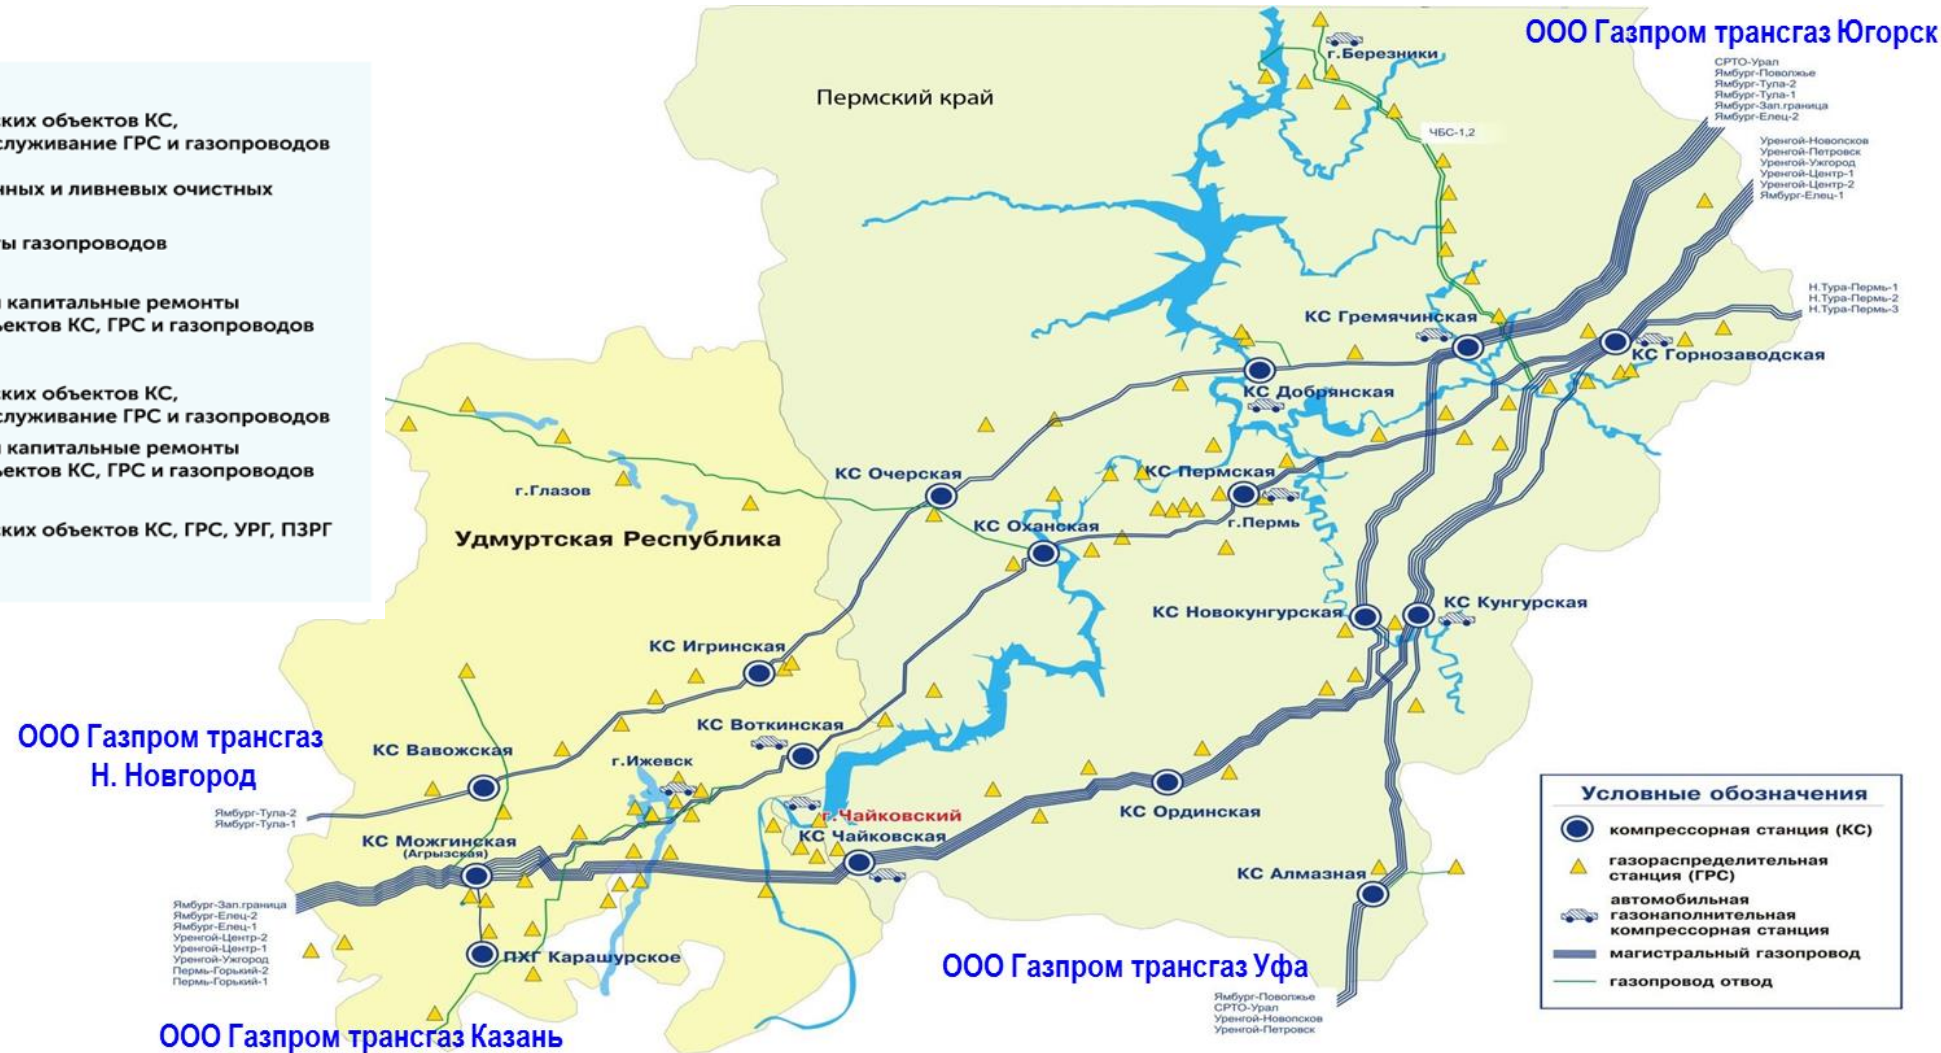 ООО Газпром трансгаз Югорск
СРТО-Урал
Ямбург-Поволжье
Ямбург-Тула-2
Ямбург-Тула-1
Ямбург-Зап.граница
Ямбург-Елец-2
Уренгой-Новопсков
Уренгой-Петровск
Уренгой-Ужгород
Уренгой-Центр-1
Уренгой-Центр-2
Ямбург-Елец-1
Н.Тура-Пермь-1
Н.Тура-Пермь-2
Н.Тура-Пермь-3
г.Березники
Пермский край
ЧБС-1,2
ских объектов КС,
служивание ГРС и газопроводов
нных и ливневых очистных
ты газопроводов
и капитальные ремонты
ъектов КС, ГРС и газопроводов
ских объектов КС,
служивание ГРС и газопроводов
и капитальные ремонты
ъектов КС, ГРС и газопроводов
ских объектов КС, ГРС, УРГ, ПЗРГ
КС Гремячинская
КС Горнозаводская
КС Добрянская
КС Очерская
КС Пермская
г.Пермь
г.Глазов
КС Оханская
Удмуртская Республика
КС Новокунгурская
КС Кунгурская
КС Игринская
КС Воткинская
ООО Газпром трансгаз
Н. Новгород
КС Вавожская
г.Ижевск
Ямбург-Тула-2
Ямбург-Тула-1
г.Чайковский
КС Чайковская
КС Ординская
КС Можгинская
(Агрызская)
КС Алмазная
Ямбург-Зап.граница
Ямбург-Елец-2
Ямбург-Елец-1
Уренгой-Центр-2
Уренгой-Центр-1
Уренгой-Ужгород
Пермь-Горький-2
Пермь-Горький-1
ПХГ Карашурское
ООО Газпром трансгаз Уфа
Ямбург-Поволжье
СРТО-Урал
Уренгой-Новопсков
Уренгой-Петровск
ООО Газпром трансгаз Казань
Условные обозначения
компрессорная станция (КС)
газораспределительная
станция (ГРС)
автомобильная
газонаполнительная
компрессорная станция
магистральный газопровод
газопровод отвод